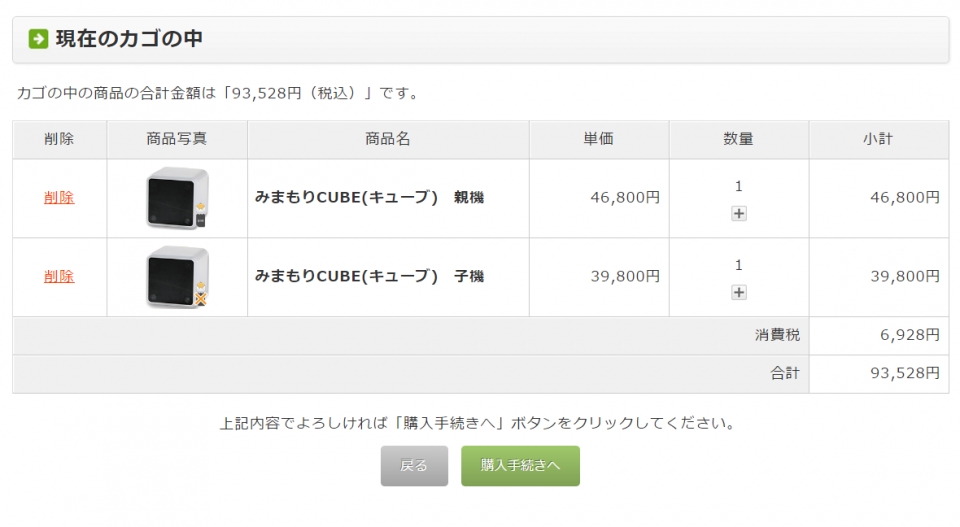 現在のカゴの中
カゴの中の商品の合計金額は「93,528円（税込）」です。
削除 商品写真 商品名 単価 数量 小計
削除 みまもりCUBE(キューブ)　親機 46,800円 1 46,800円
+
削除 みまもりCUBE(キューブ)　子機 39,800円 1 39,800円
+
消費税 6,928円
合計 93,528円
上記内容でよろしければ「購入手続きへ」ボタンをクリックしてください。
戻る 購入手続きへ